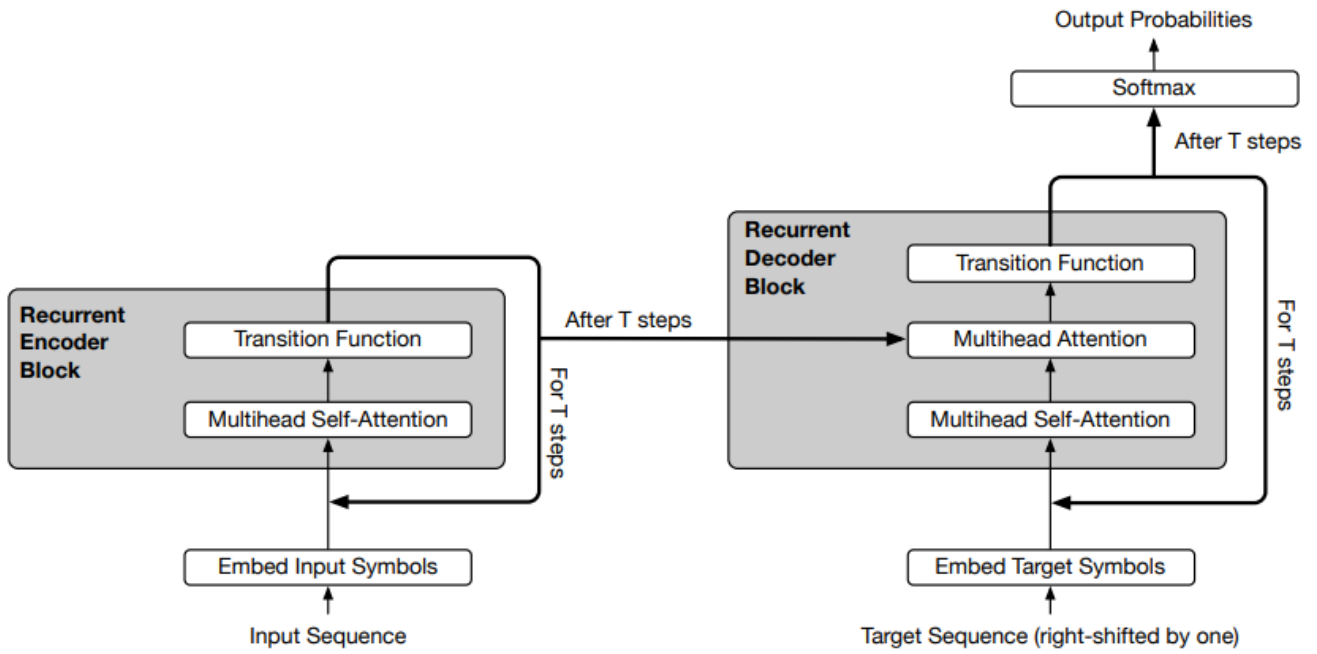 Output Probabilities
Softmax
After T steps
Recurrent
Decoder
Block
Transition Function
Multihead Attention
Multihead Self-Attention
For T steps
Embed Target Symbols
Target Sequence (right-shifted by one)
After T steps
Recurrent
Encoder
Block
Transition Function
Multihead Self-Attention
For T steps
Embed Input Symbols
Input Sequence